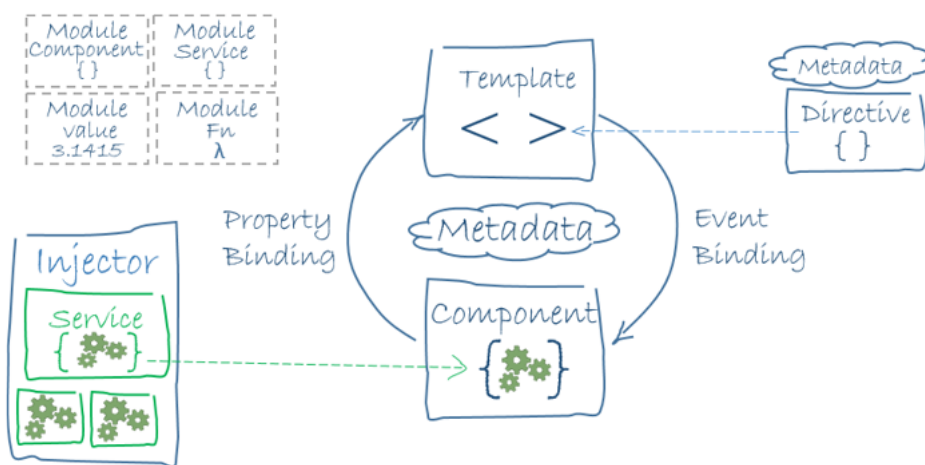 Module
Component
{ }
Module
Service
{ }
Module
value
3.1415
Module
Fn
λ
Template
< >
Metadata
Directive
{ }
Property
Binding
Metadata
Event
Binding
Injector
Service
{ }
Component
{ }